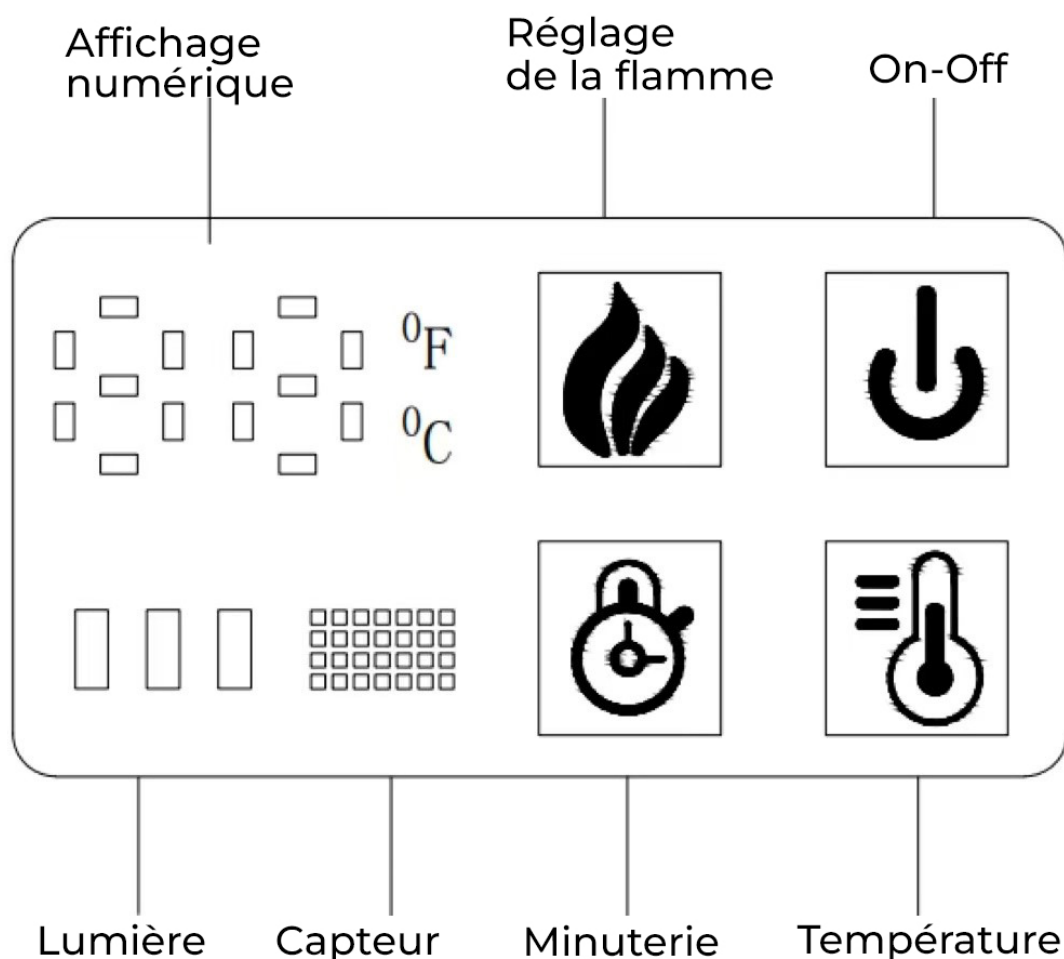 Affichage
numérique
Réglage
de la flamme
On-Off
⁰F
⁰C
Lumière
Capteur
Minuterie
Température